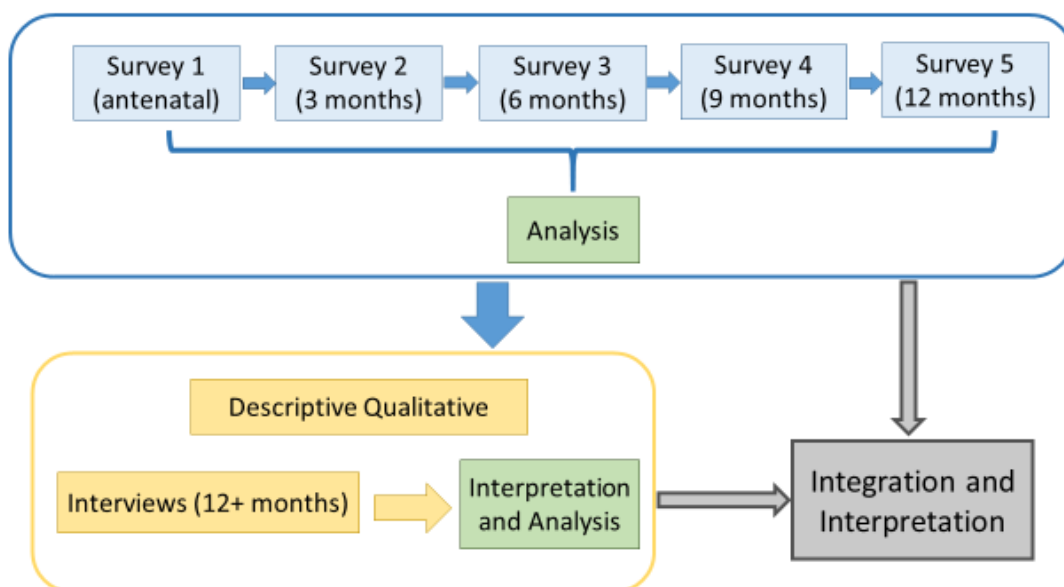 Survey 1
(antenatal)
Survey 2
(3 months)
Survey 3
(6 months)
Survey 4
(9 months)
Survey 5
(12 months)
Analysis
Descriptive Qualitative
Interviews (12+ months)
Interpretation
and Analysis
Integration and
Interpretation